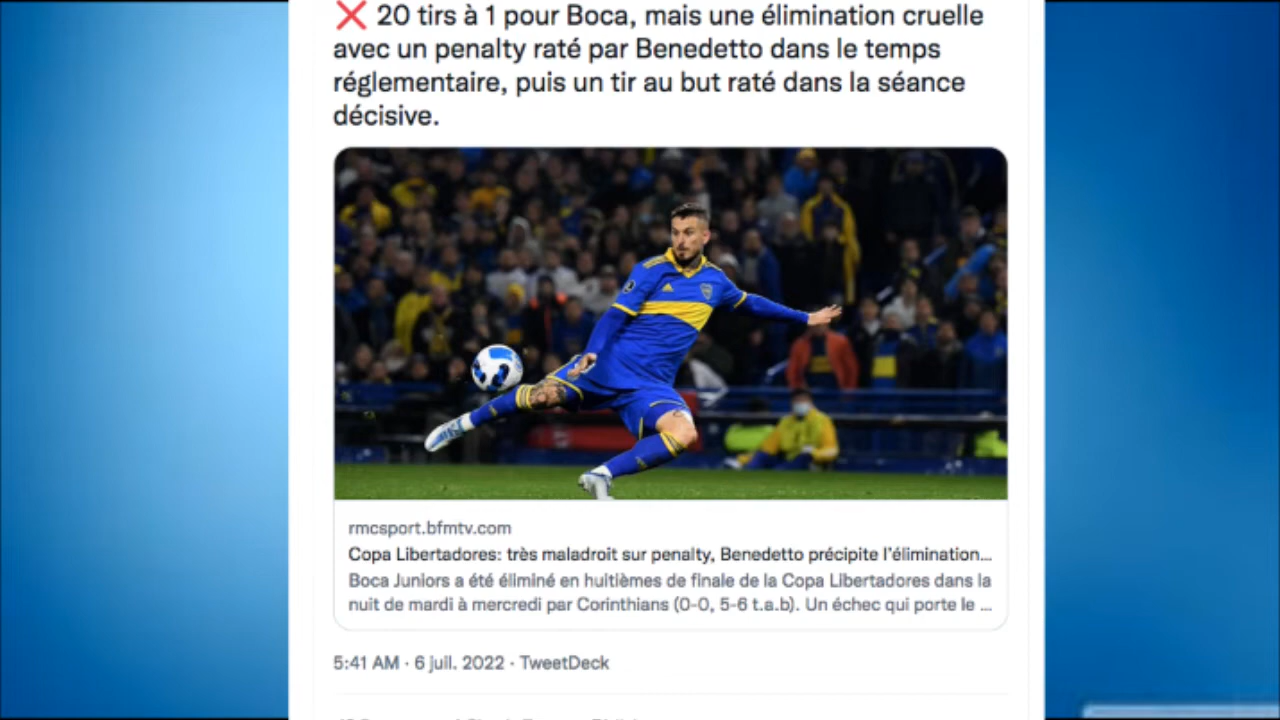 ❌ 20 tirs à 1 pour Boca, mais une élimination cruelle
avec un penalty raté par Benedetto dans le temps
réglementaire, puis un tir au but raté dans la séance
décisive.
rmcsport.bfmtv.com
Copa Libertadores: très maladroit sur penalty, Benedetto précipite l'élimination...
Boca Juniors a été éliminé en huitièmes de finale de la Copa Libertadores dans la
nuit de mardi à mercredi par Corinthians (0-0, 5-6 t.a.b). Un échec qui porte le ...
5:41 AM · 6 juil. 2022 · TweetDeck